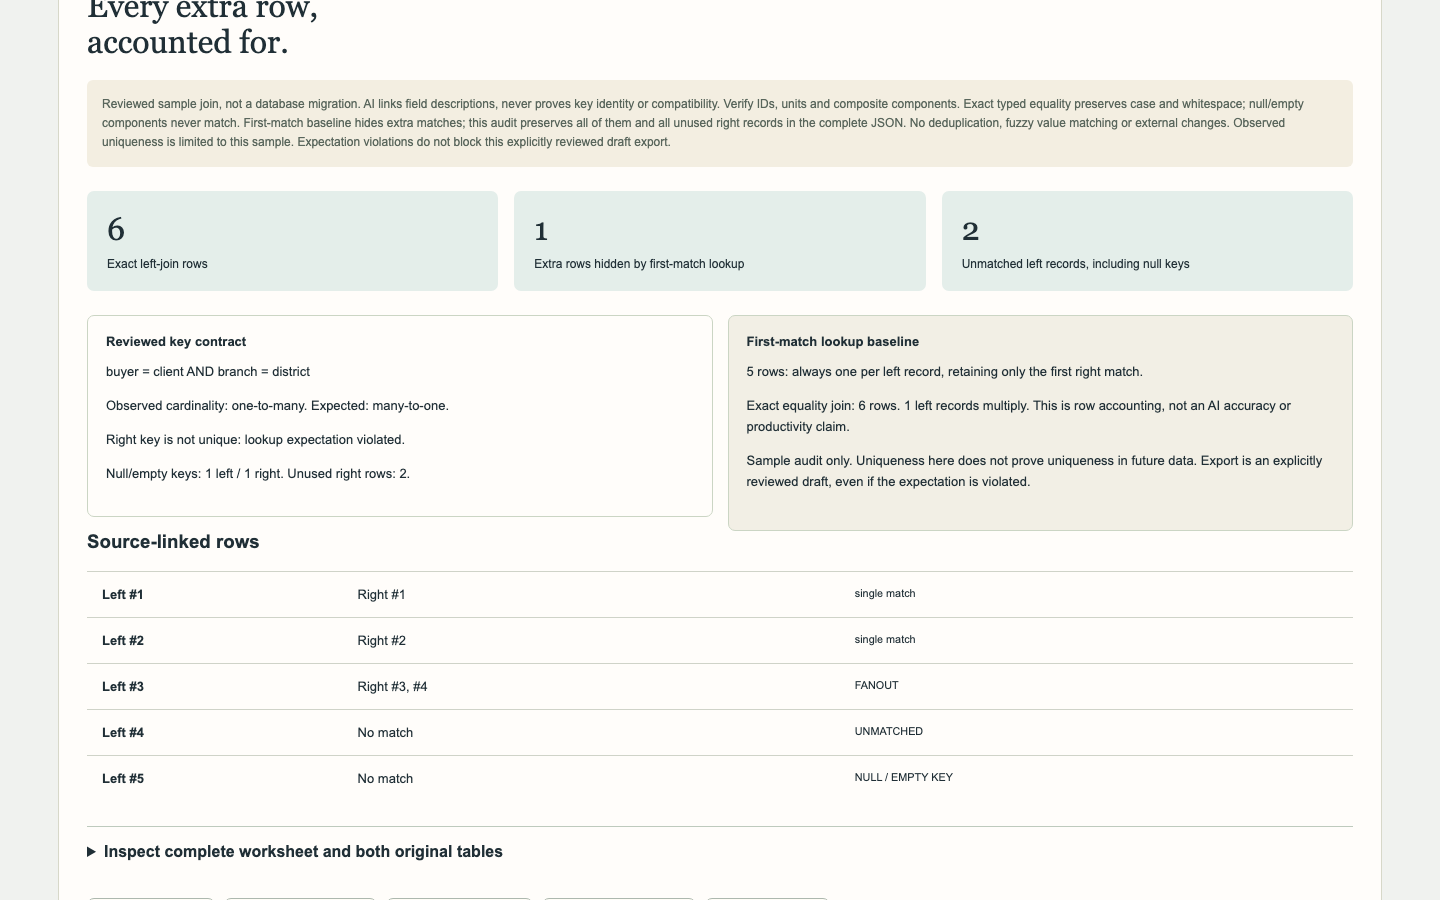 Every extra row,
accounted for.
Reviewed sample join, not a database migration. AI links field descriptions, never proves key identity or compatibility. Verify IDs, units and composite components. Exact typed equality preserves case and whitespace; null/empty
components never match. First-match baseline hides extra matches; this audit preserves all of them and all unused right records in the complete JSON. No deduplication, fuzzy value matching or external changes. Observed
uniqueness is limited to this sample. Expectation violations do not block this explicitly reviewed draft export.
6
Exact left-join rows
1
Extra rows hidden by first-match lookup
2
Unmatched left records, including null keys
Reviewed key contract
buyer = client AND branch = district
Observed cardinality: one-to-many. Expected: many-to-one.
Right key is not unique: lookup expectation violated.
Null/empty keys: 1 left / 1 right. Unused right rows: 2.
First-match lookup baseline
5 rows: always one per left record, retaining only the first right match.
Exact equality join: 6 rows. 1 left records multiply. This is row accounting, not an AI accuracy or
productivity claim.
Sample audit only. Uniqueness here does not prove uniqueness in future data. Export is an explicitly
reviewed draft, even if the expectation is violated.
Source-linked rows
Left #1 Right #1 single match
Left #2 Right #2 single match
Left #3 Right #3, #4 FANOUT
Left #4 No match UNMATCHED
Left #5 No match NULL / EMPTY KEY
Inspect complete worksheet and both original tables